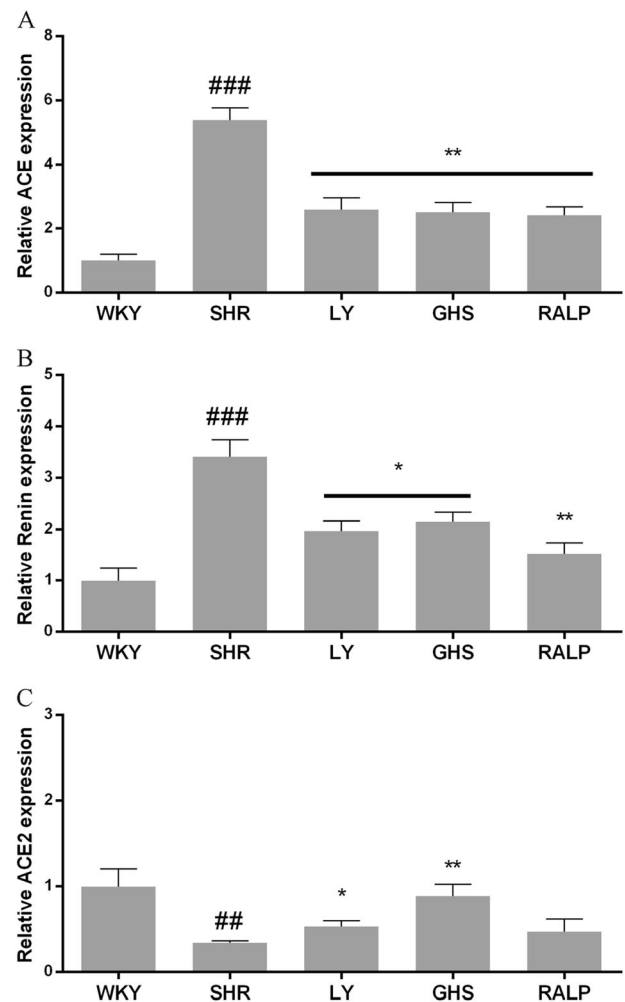 A
Relative ACE expression
8
6
4
2
0
###
**
WKY SHR LY GHS RALP
B
Relative Renin expression
5
4
3
2
1
0
###
*
**
WKY SHR LY GHS RALP
C
Relative ACE2 expression
3
2
1
0
##
*
**
WKY SHR LY GHS RALP